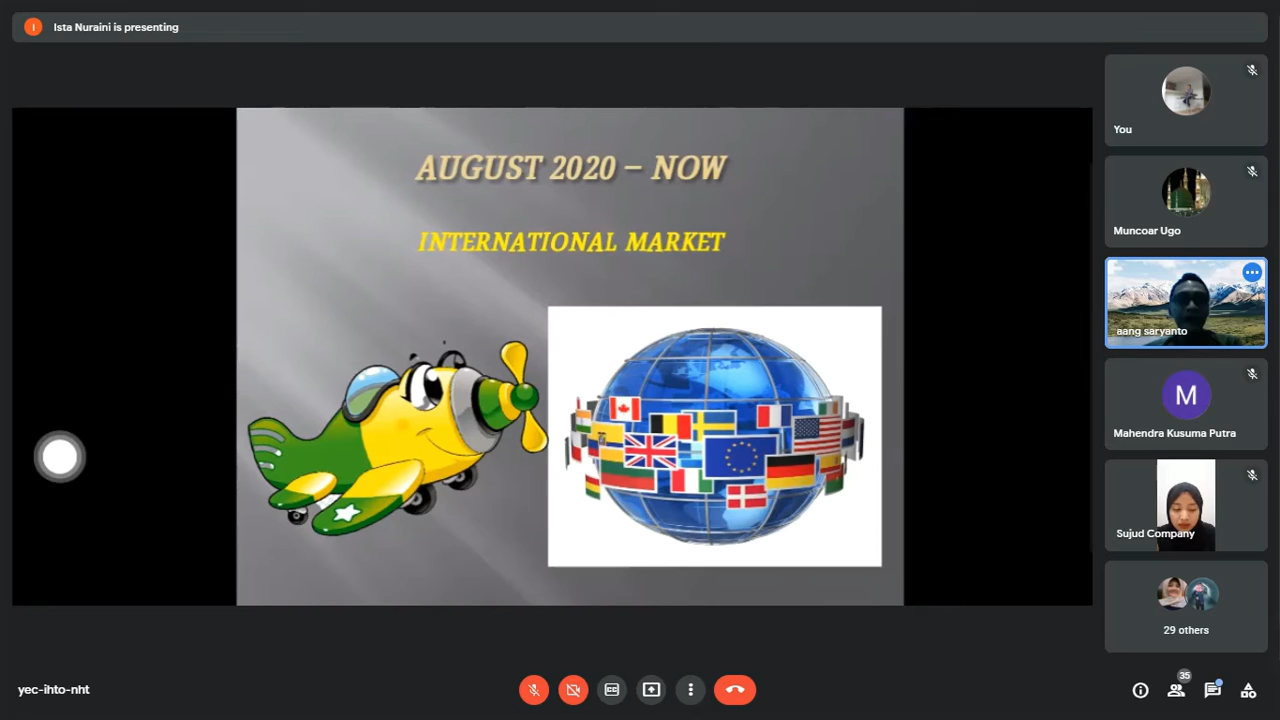 I
Ista Nuraini is presenting
AUGUST 2020 – NOW
INTERNATIONAL MARKET
You
Muncoar Ugo
aang saryanto
M
Mahendra Kusuma Putra
Sujud Company
29 others
yec-ihto-nht
CC
35